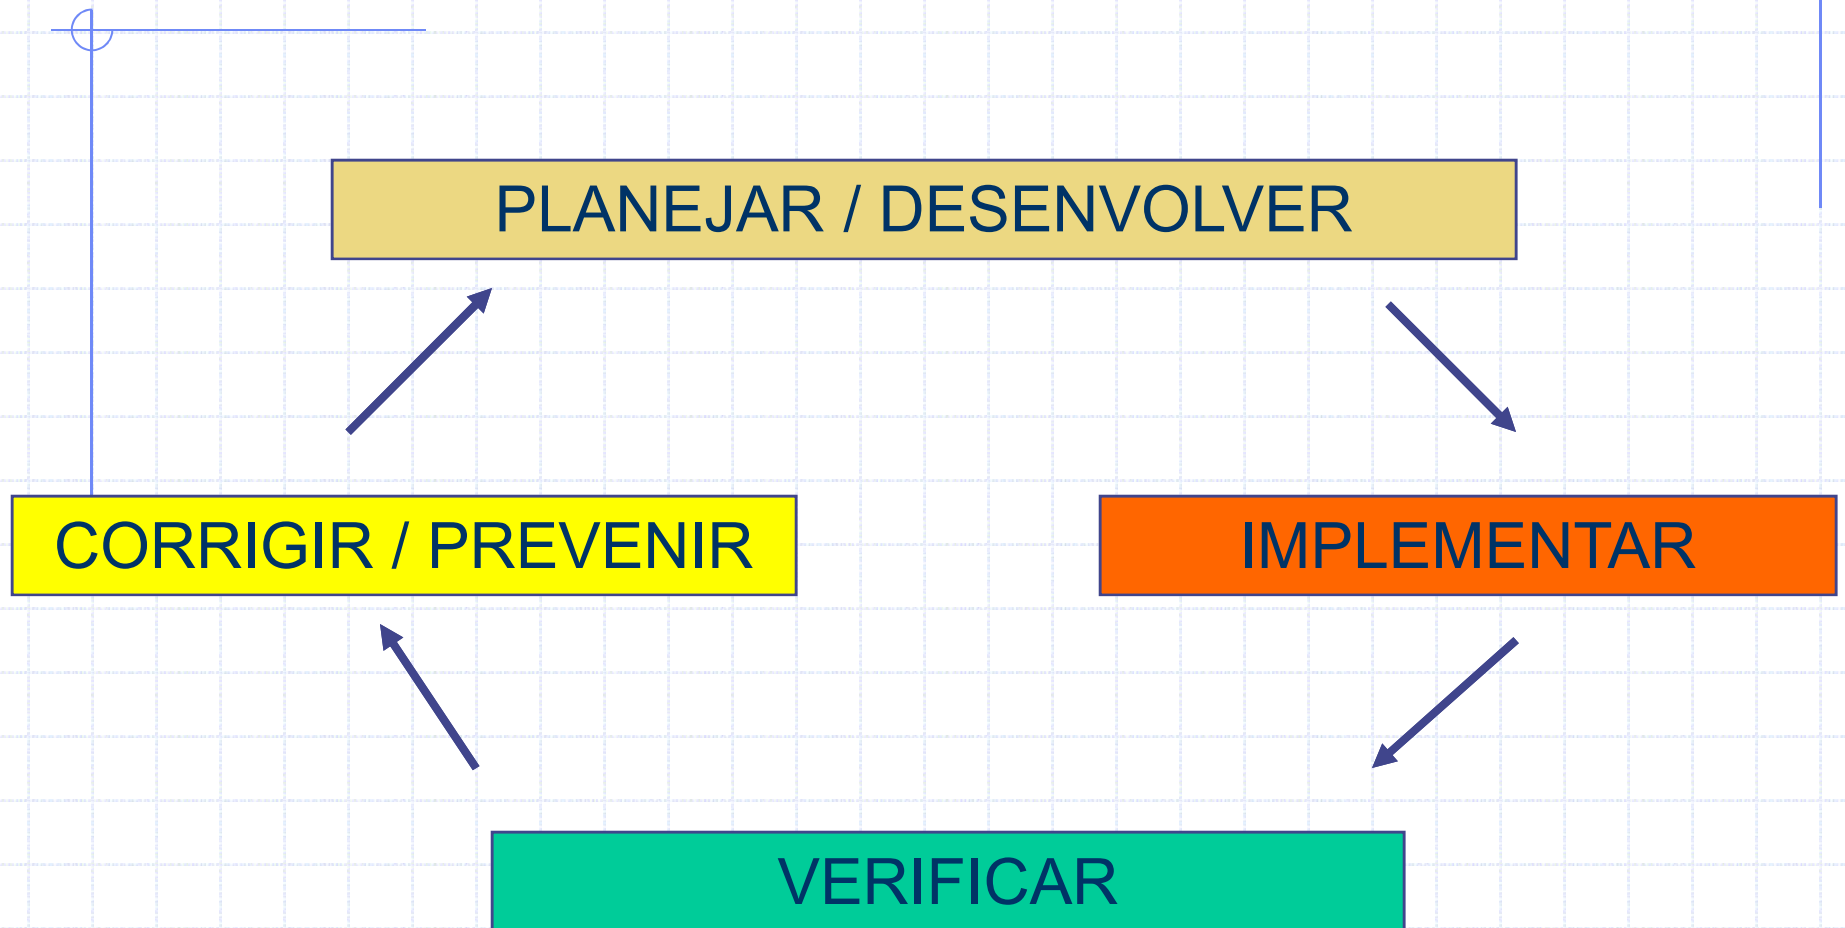 PLANEJAR / DESENVOLVER
CORRIGIR / PREVENIR
IMPLEMENTAR
VERIFICAR